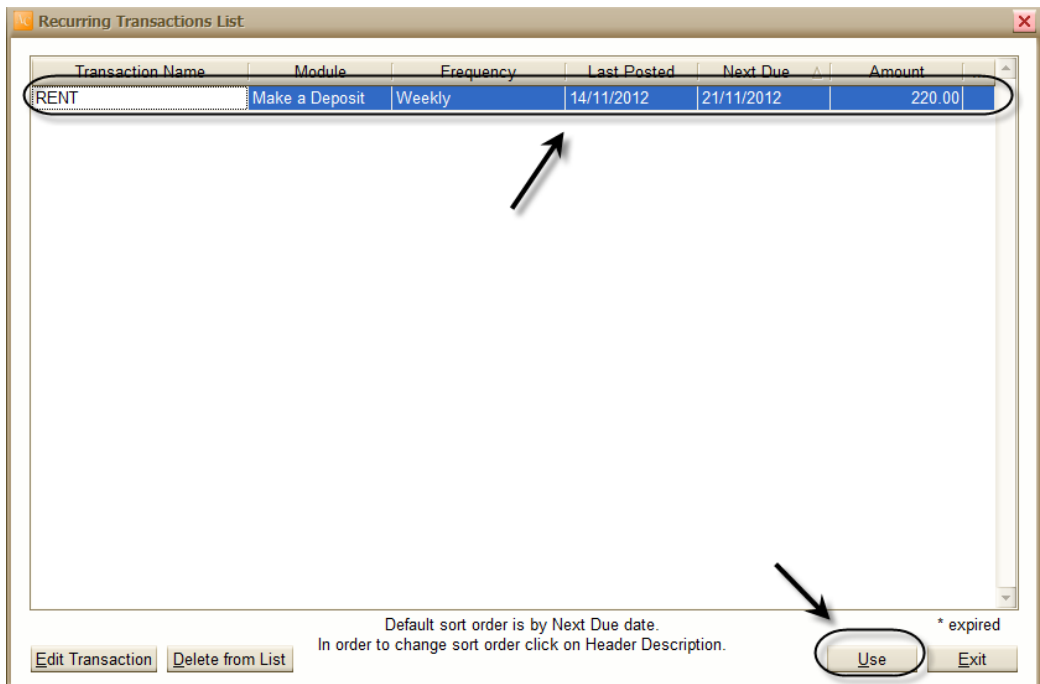 Recurring Transactions List
Transaction Name Module Frequency Last Posted Next Due Amount ...
RENT Make a Deposit Weekly 14/11/2012 21/11/2012 220.00
Default sort order is by Next Due date. * expired
In order to change sort order click on Header Description.
Edit Transaction Delete from List Use Exit